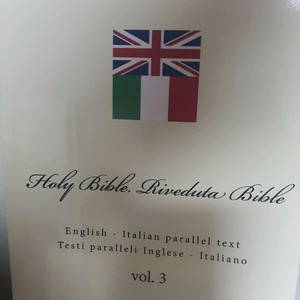 Holy Bible. Riveduta Bible
English - Italian parallel text
Testi paralleli Inglese - Italiano
vol. 3